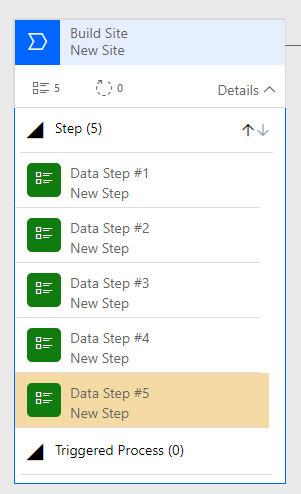 Build Site
New Site
5 0 Details
Step (5)
Data Step #1
New Step
Data Step #2
New Step
Data Step #3
New Step
Data Step #4
New Step
Data Step #5
New Step
Triggered Process (0)